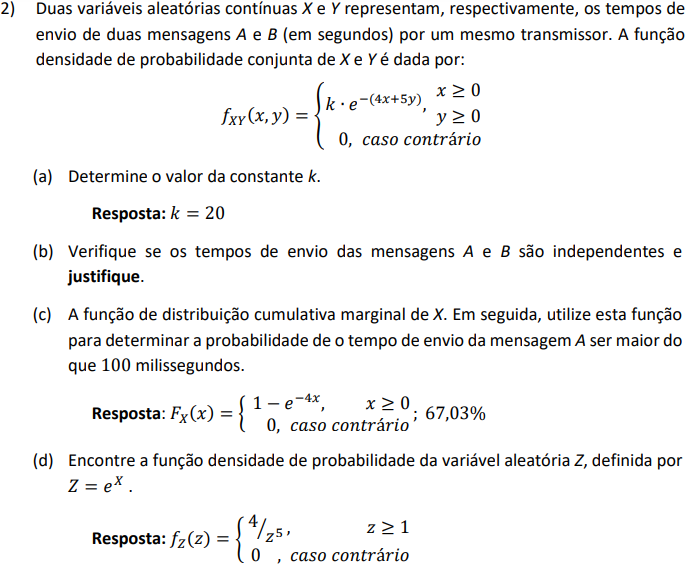 2) Duas variáveis aleatórias contínuas X e Y representam, respectivamente, os tempos de
envio de duas mensagens A e B (em segundos) por um mesmo transmissor. A função
densidade de probabilidade conjunta de X e Y é dada por:
f_{XY}(x, y) = { k · e^{−(4x+5y)}, x ≥ 0
y ≥ 0
0, caso contrário
(a) Determine o valor da constante k.
Resposta: k = 20
(b) Verifique se os tempos de envio das mensagens A e B são independentes e
justifique.
(c) A função de distribuição cumulativa marginal de X. Em seguida, utilize esta função
para determinar a probabilidade de o tempo de envio da mensagem A ser maior do
que 100 milissegundos.
Resposta: F_X(x) = { 1 − e^{−4x}, x ≥ 0
0, caso contrário ; 67,03%
(d) Encontre a função densidade de probabilidade da variável aleatória Z, definida por
Z = e^X .
Resposta: f_Z(z) = { 4/z^5, z ≥ 1
0 , caso contrário